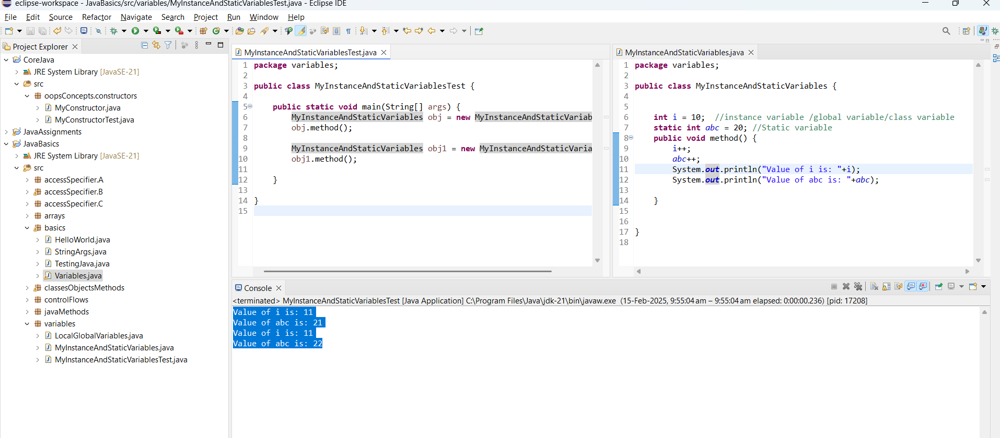 eclipse-workspace - JavaBasics/src/variables/MyInstanceAndStaticVariablesTest.java - Eclipse IDE
File Edit Source Refactor Navigate Search Project Run Window Help
Project Explorer
CoreJava
JRE System Library [JavaSE-21]
src
oopsConcepts.constructors
MyConstructor.java
MyConstructorTest.java
JavaAssignments
JavaBasics
JRE System Library [JavaSE-21]
src
accessSpecifier.A
accessSpecifier.B
accessSpecifier.C
arrays
basics
HelloWorld.java
StringArgs.java
TestingJava.java
Variables.java
classesObjectsMethods
controlFlows
javaMethods
variables
LocalGlobalVariables.java
MyInstanceAndStaticVariables.java
MyInstanceAndStaticVariablesTest.java
MyInstanceAndStaticVariablesTest.java
1 package variables;
2
3 public class MyInstanceAndStaticVariablesTest {
4
5 public static void main(String[] args) {
6 MyInstanceAndStaticVariables obj = new MyInstanceAndStaticVariab
7 obj.method();
8
9 MyInstanceAndStaticVariables obj1 = new MyInstanceAndStaticVaria
10 obj1.method();
11
12 }
13
14 }
15
MyInstanceAndStaticVariables.java
1 package variables;
2
3 public class MyInstanceAndStaticVariables {
4
5
6 int i = 10; //instance variable /global variable/class variable
7 static int abc = 20; //Static variable
8 public void method() {
9 i++;
10 abc++;
11 System.out.println("Value of i is: "+i);
12 System.out.println("Value of abc is: "+abc);
13
14 }
15
16
17 }
18
Console
<terminated> MyInstanceAndStaticVariablesTest [Java Application] C:\Program Files\Java\jdk-21\bin\javaw.exe (15-Feb-2025, 9:55:04 am – 9:55:04 am elapsed: 0:00:00.236) [pid: 17208]
Value of i is: 11
Value of abc is: 21
Value of i is: 11
Value of abc is: 22